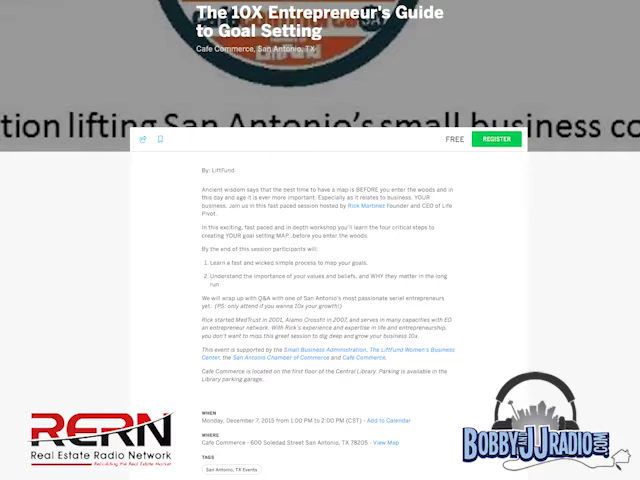 The 10X Entrepreneur's Guide
to Goal Setting
Cafe Commerce, San Antonio, TX
tion lifting San Antonio's small business co
FREE
REGISTER
By: LiftFund
Ancient wisdom says that the best time to have a map is BEFORE you enter the woods and in
this day and age it is ever more important. Especially as it relates to business. YOUR
business. Join us in this fast paced session hosted by Rick Martinez Founder and CEO of Life
Pivot.
In this exciting, fast paced and in depth workshop you'll learn the four critical steps to
creating YOUR goal setting MAP...before you enter the woods.
By the end of this session participants will:
1. Learn a fast and wicked simple process to map your goals.
2. Understand the importance of your values and beliefs, and WHY they matter in the long
run
We will wrap up with Q&A with one of San Antonio's most passionate seriel entrepreneurs
yet. (PS: only attend if you wanna 10x your growth!)
Rick started MedTrust in 2001, Alamo Crossfit in 2007, and serves in many capacities with EO
an entrepreneur network. With Rick's experience and expertise in life and entrepreneurship,
you don't want to miss this great session to dig deep and grow your business 10x.
This event is supported by the Small Business Administration, The LiftFund Women's Business
Center, the San Antonio Chamber of Commerce and Cafe Commerce.
Cafe Commerce is located on the first floor of the Central Library. Parking is available in the
Library parking garage.
WHEN
Monday, December 7, 2015 from 1:00 PM to 2:00 PM (CST) - Add to Calendar
WHERE
Cafe Commerce - 600 Soledad Street San Antonio, TX 78205 - View Map
TAGS
San Antonio, TX Events
RERN
Real Estate Radio Network
Rebuilding the Real Estate Market
BOBBY AND JJRADIO.COM